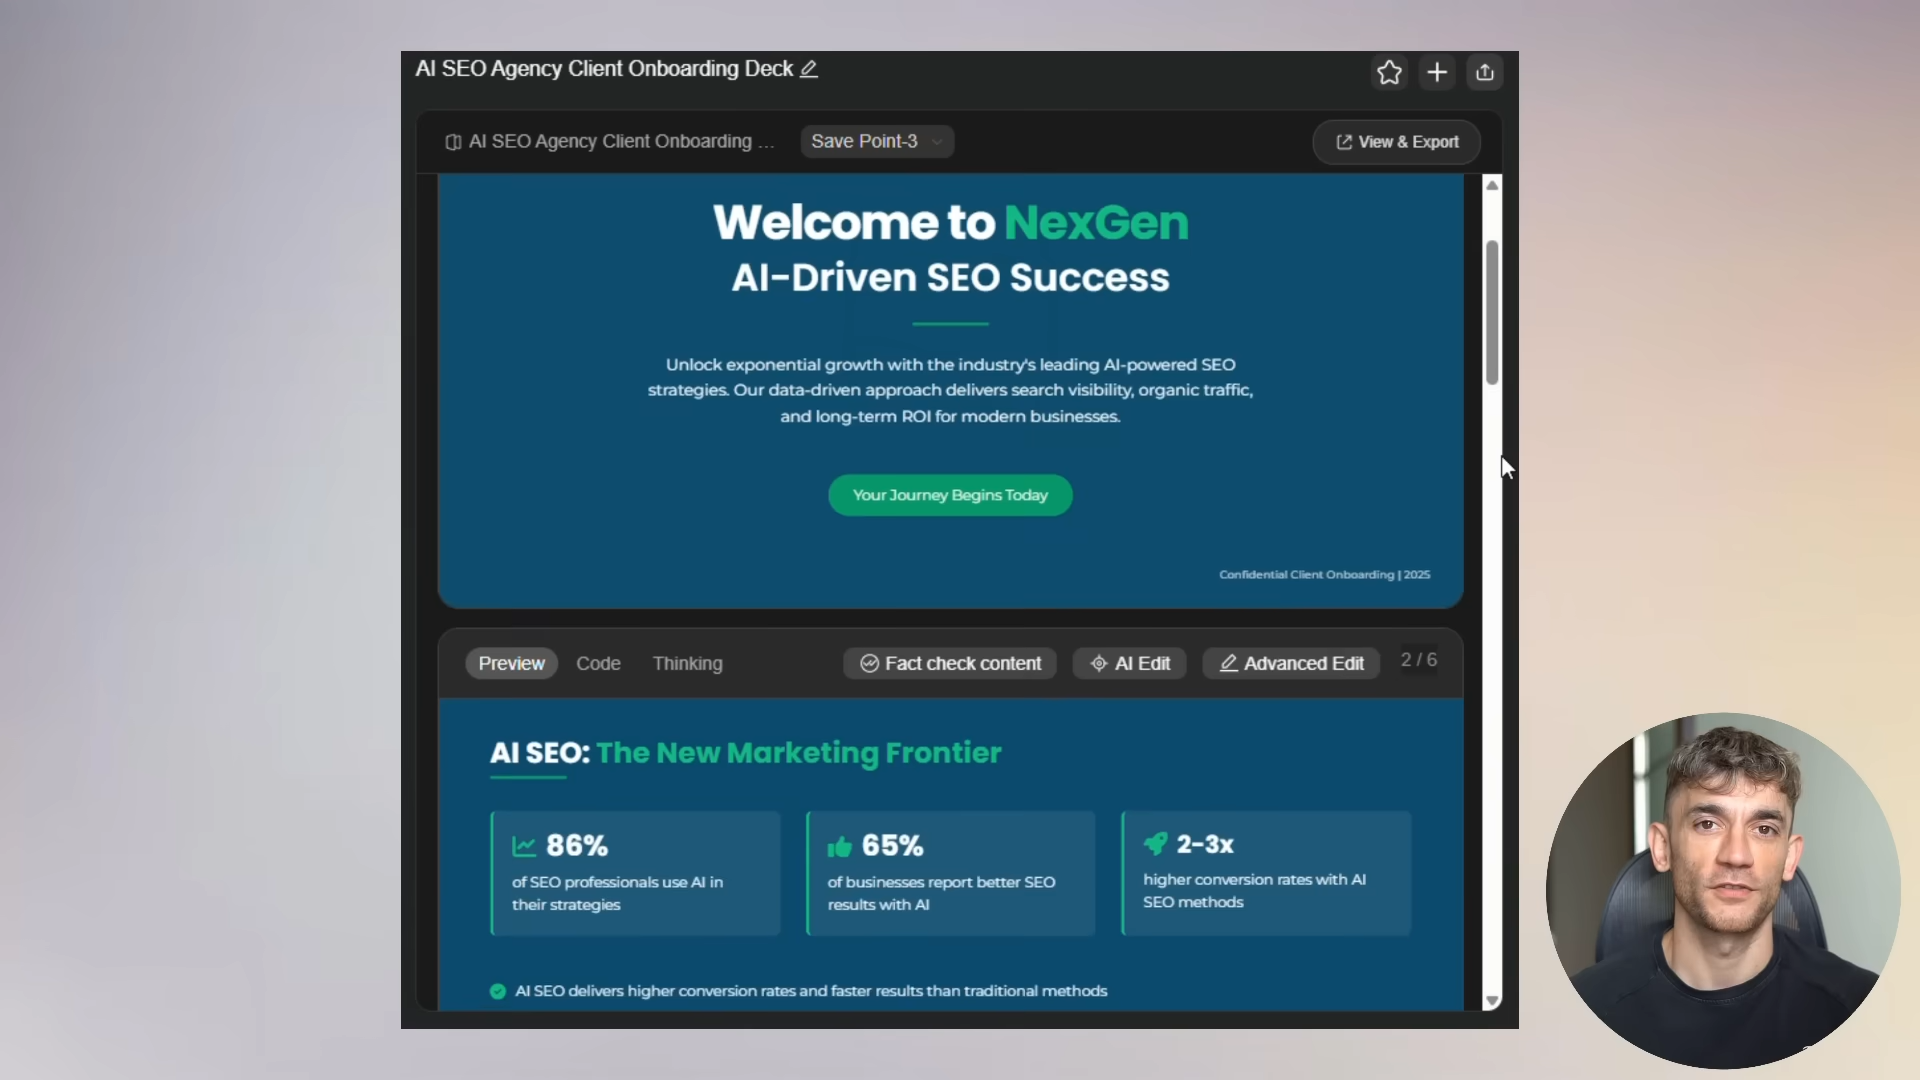 AI SEO Agency Client Onboarding Deck
AI SEO Agency Client Onboarding ...
Save Point-3
View & Export
Welcome to NexGen
AI-Driven SEO Success
Unlock exponential growth with the industry's leading AI-powered SEO
strategies. Our data-driven approach delivers search visibility, organic traffic,
and long-term ROI for modern businesses.
Your Journey Begins Today
Confidential Client Onboarding | 2025
Preview
Code
Thinking
Fact check content
AI Edit
Advanced Edit
2 / 6
AI SEO: The New Marketing Frontier
86%
of SEO professionals use AI in
their strategies
65%
of businesses report better SEO
results with AI
2-3x
higher conversion rates with AI
SEO methods
AI SEO delivers higher conversion rates and faster results than traditional methods